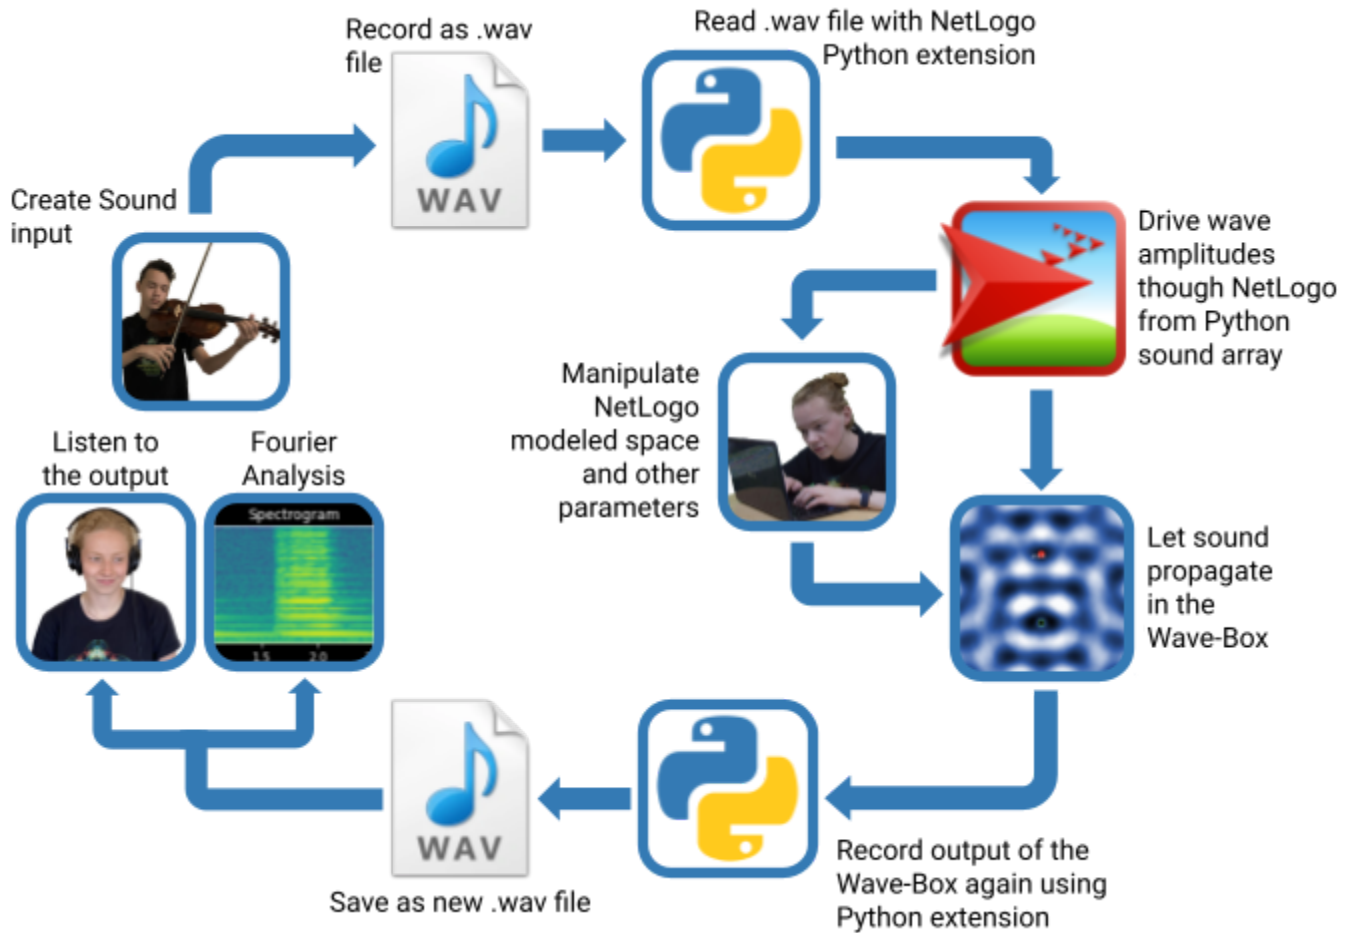 Record as .wav
file
WAV
Read .wav file with NetLogo
Python extension
Create Sound
input
Drive wave
amplitudes
though NetLogo
from Python
sound array
Manipulate
NetLogo
modeled space
and other
parameters
Let sound
propagate
in the
Wave-Box
Record output of the
Wave-Box again using
Python extension
WAV
Save as new .wav file
Listen to
the output
Fourier
Analysis
Spectrogram
1.5 2.0